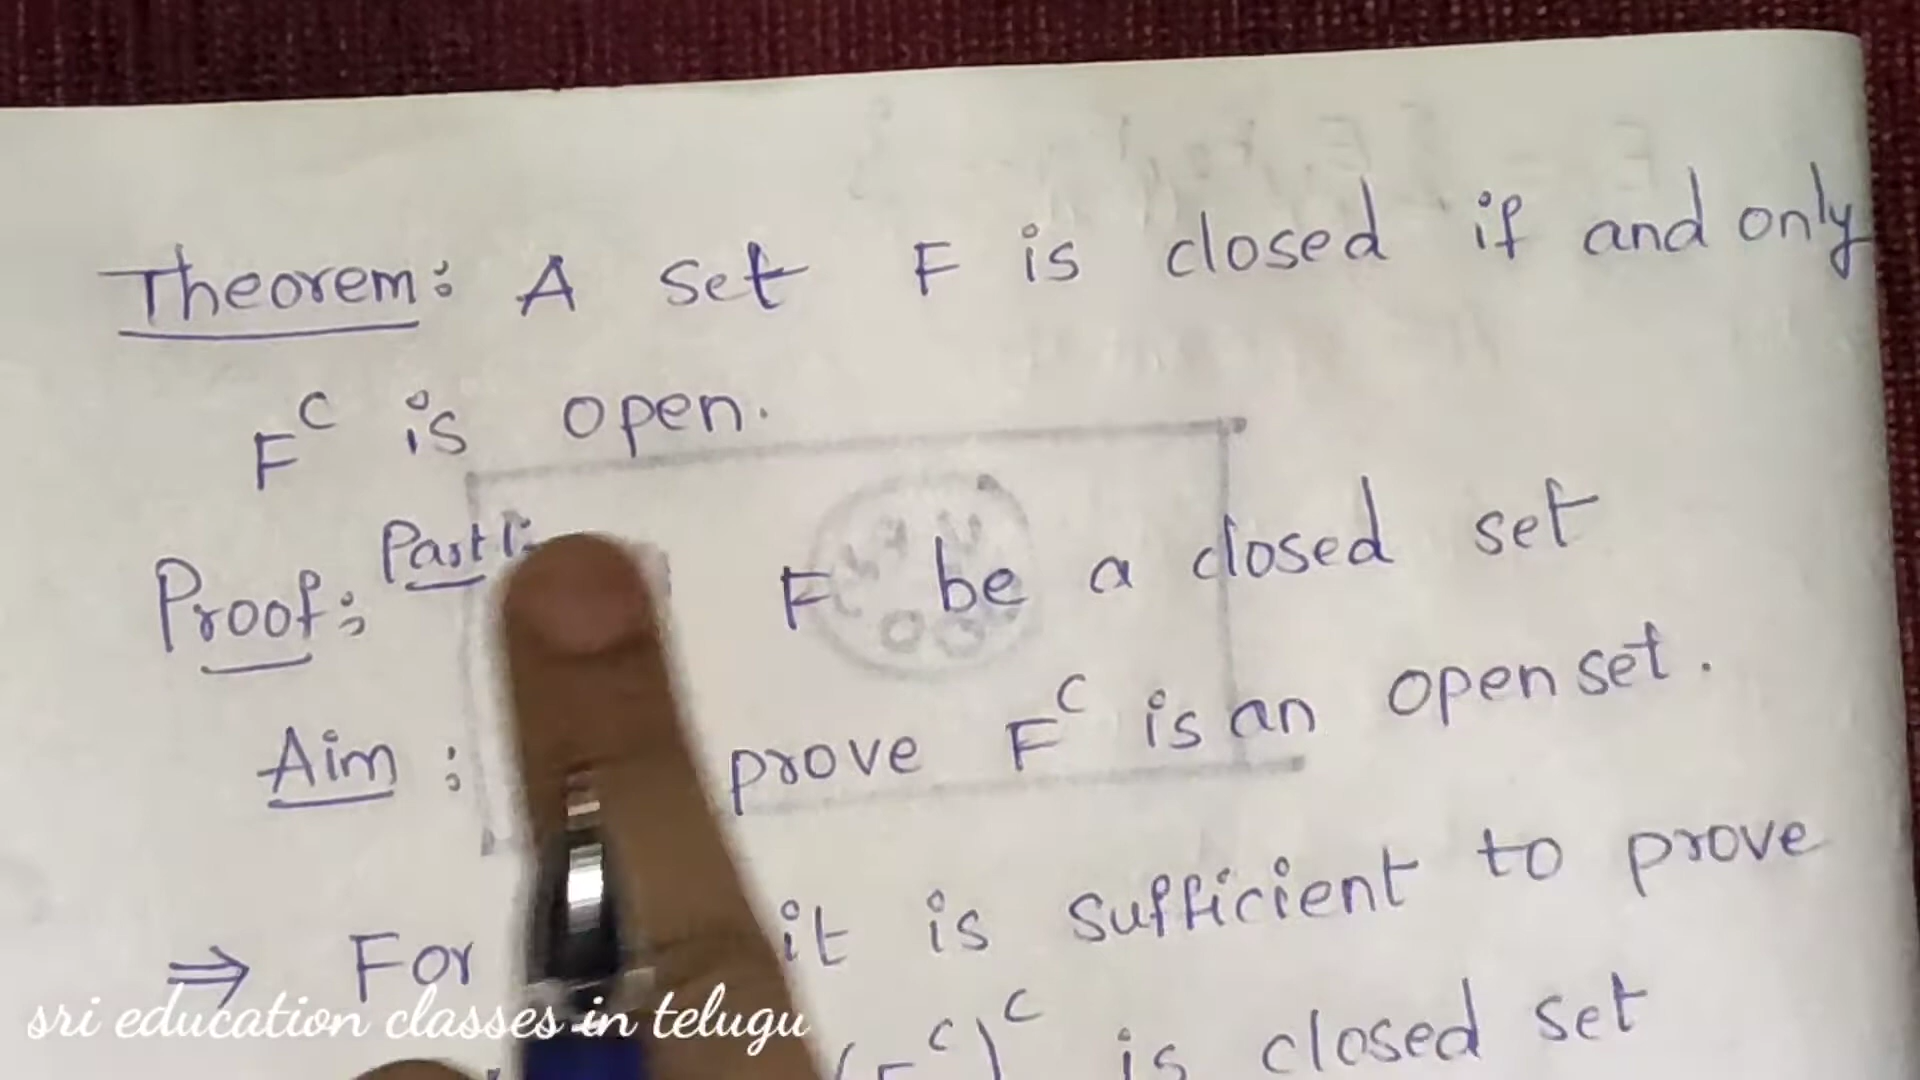 Theorem: A set F is closed if and only
F^C is open.
Proof: Part F be a closed set
Aim: prove F^C is an open set.
⇒ For it is sufficient to prove
(F^C)^C is closed set
sri education classes in telugu